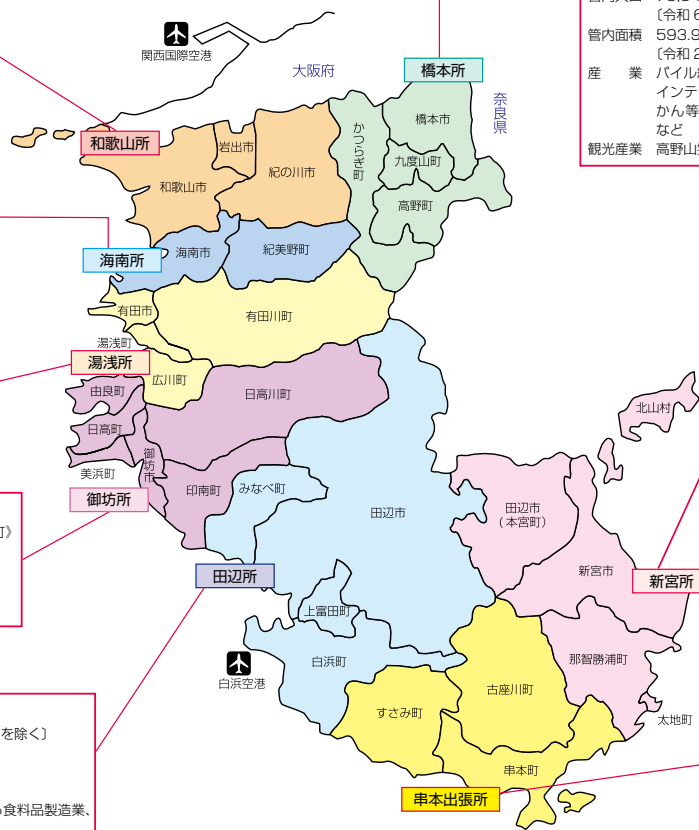 関西国際空港
大阪府
奈良県
橋本所
〔令和6
管内面積 593.9
〔令和2
産　業 パイル
インテ
かん等
など
観光産業 高野山
和歌山所
岩出市
和歌山市
紀の川市
かつらぎ町
橋本市
九度山町
高野町
海南所
海南市
紀美野町
有田市
有田川町
湯浅町
湯浅所
広川町
由良町
日高川町
日高町
御坊市
美浜町
印南町
みなべ町
御坊所
町》
田辺市
田辺市
(本宮町)
北山村
新宮市
新宮所
田辺所
上富田町
白浜町
白浜空港
那智勝浦町
太地町
古座川町
すさみ町
串本町
串本出張所
を除く〕
食料品製造業、